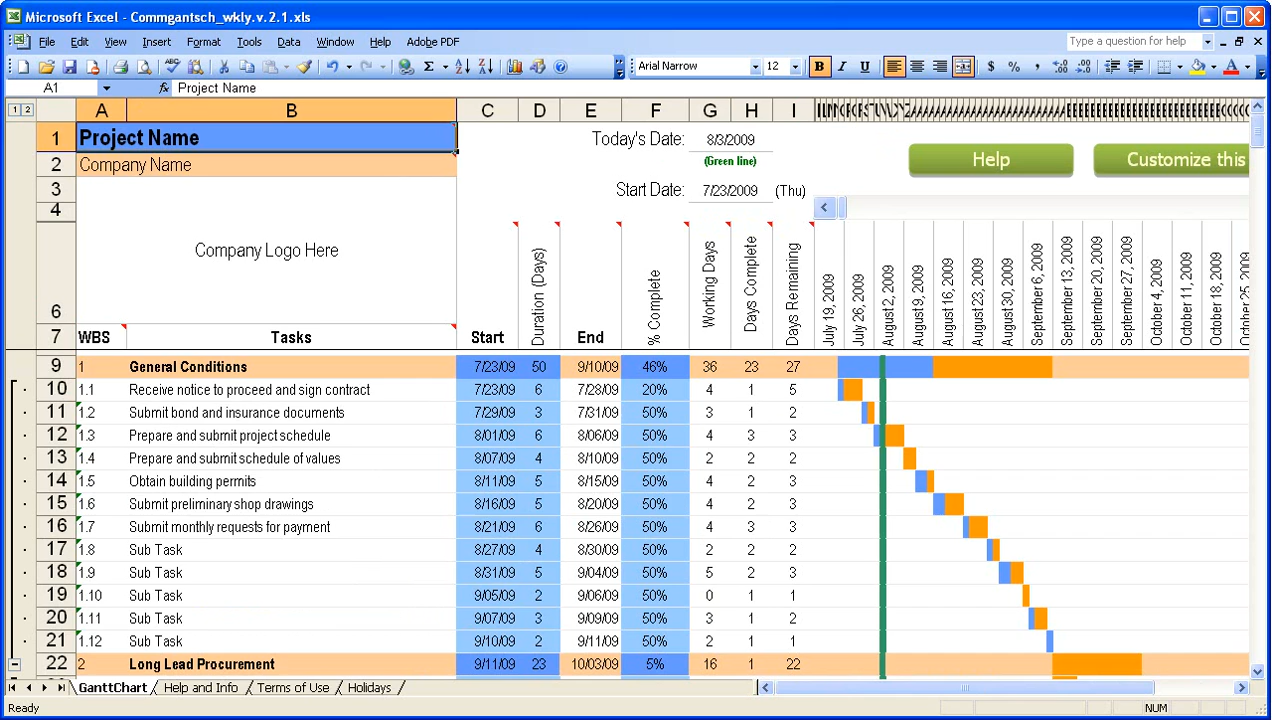 Microsoft Excel - Commgantsch_wkly.v.2.1.xls
File Edit View Insert Format Tools Data Window Help Adobe PDF
Type a question for help
Arial Narrow 12 B I U $ % ,
A1 fx Project Name
1 2 A B C D E F G H I
1 Project Name Today's Date: 8/3/2009
(Green line)
Help Customize this
2 Company Name
3 Start Date: 7/23/2009 (Thu)
4
Company Logo Here
6
7 WBS Tasks Start Duration (Days) End % Complete Working Days Days Complete Days Remaining July 19, 2009 July 26, 2009 August 2, 2009 August 9, 2009 August 16, 2009 August 23, 2009 August 30, 2009 September 6, 2009 September 13, 2009 September 20, 2009 September 27, 2009 October 4, 2009 October 11, 2009 October 18, 2009 October 25, 2009
9 1 General Conditions 7/23/09 50 9/10/09 46% 36 23 27
10 1.1 Receive notice to proceed and sign contract 7/23/09 6 7/28/09 20% 4 1 5
11 1.2 Submit bond and insurance documents 7/29/09 3 7/31/09 50% 3 1 2
12 1.3 Prepare and submit project schedule 8/01/09 6 8/06/09 50% 4 3 3
13 1.4 Prepare and submit schedule of values 8/07/09 4 8/10/09 50% 2 2 2
14 1.5 Obtain building permits 8/11/09 5 8/15/09 50% 4 2 3
15 1.6 Submit preliminary shop drawings 8/16/09 5 8/20/09 50% 4 2 3
16 1.7 Submit monthly requests for payment 8/21/09 6 8/26/09 50% 4 3 3
17 1.8 Sub Task 8/27/09 4 8/30/09 50% 2 2 2
18 1.9 Sub Task 8/31/09 5 9/04/09 50% 5 2 3
19 1.10 Sub Task 9/05/09 2 9/06/09 50% 0 1 1
20 1.11 Sub Task 9/07/09 3 9/09/09 50% 3 1 2
21 1.12 Sub Task 9/10/09 2 9/11/09 50% 2 1 1
22 2 Long Lead Procurement 9/11/09 23 10/03/09 5% 16 1 22
GanttChart Help and Info Terms of Use Holidays
Ready NUM